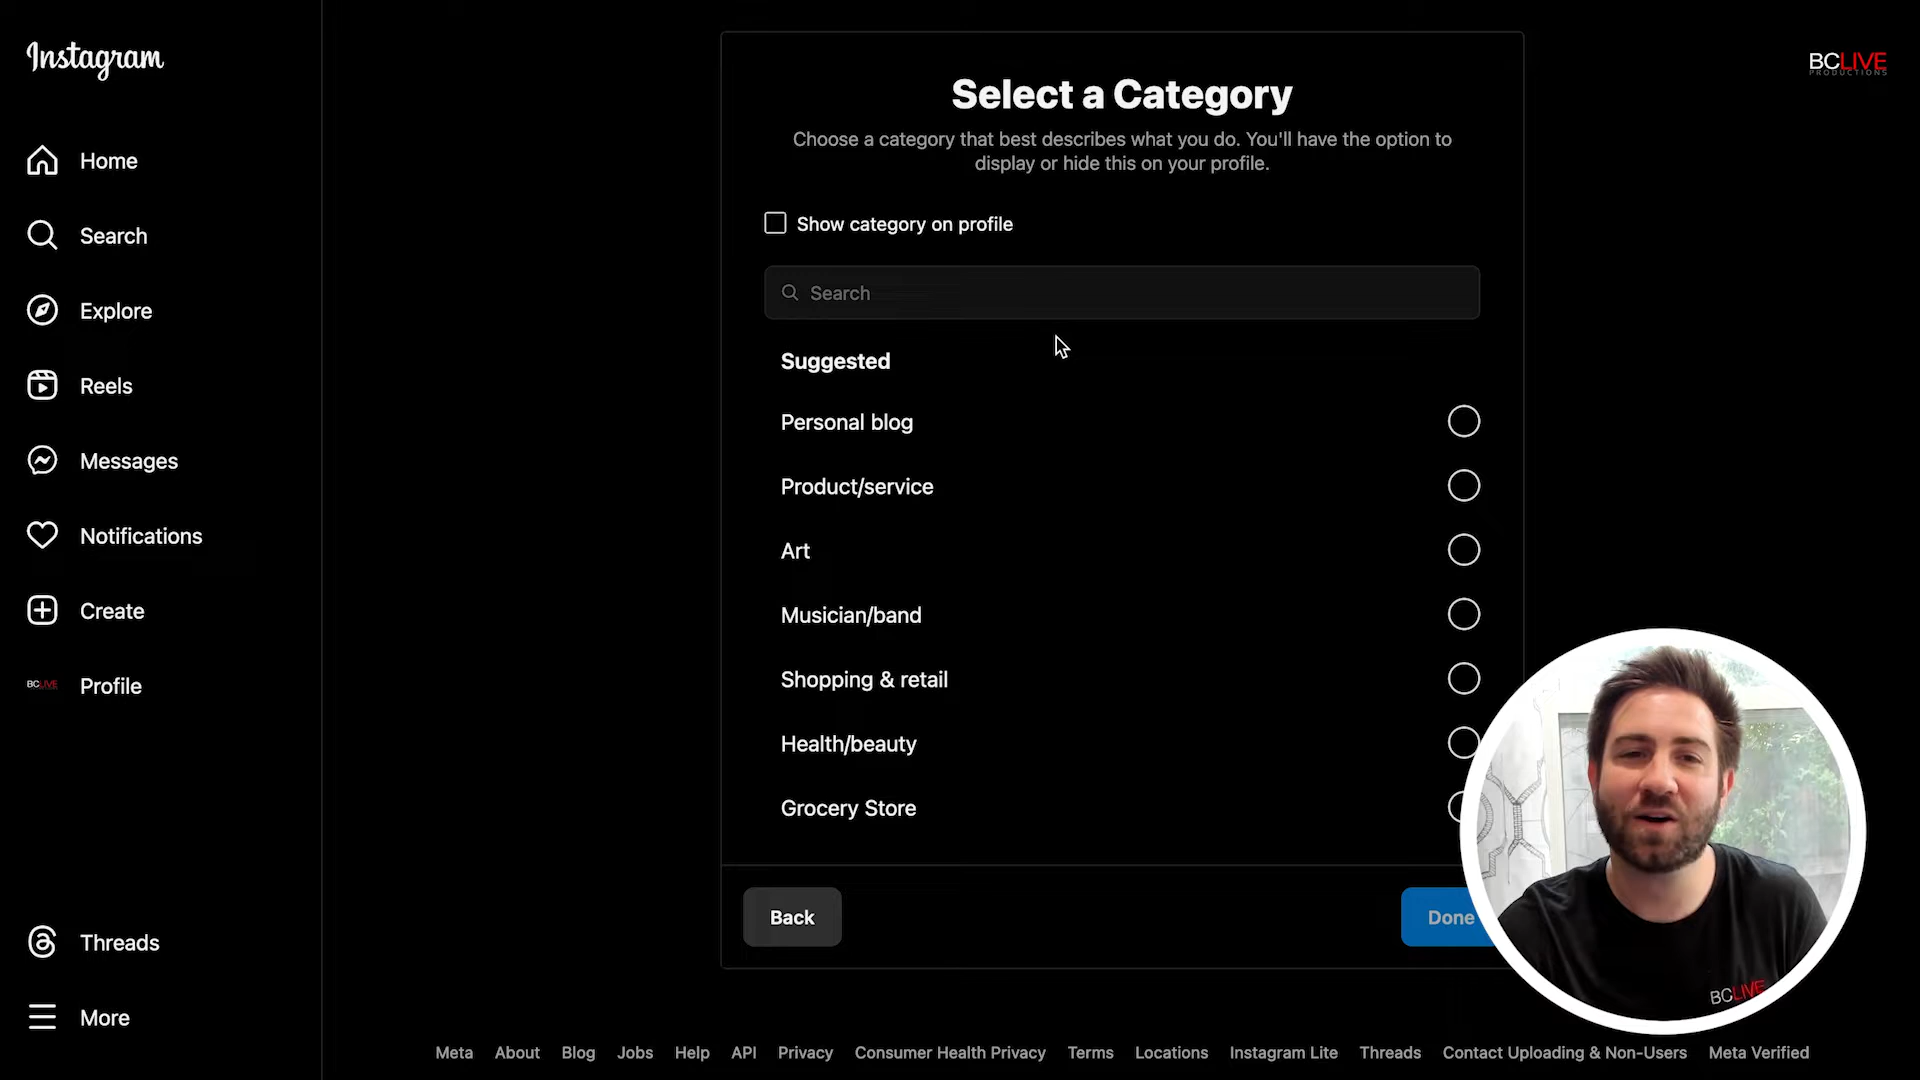 Instagram
Home
Search
Explore
Reels
Messages
Notifications
Create
BCLIVE
Profile
Threads
More
Select a Category
Choose a category that best describes what you do. You'll have the option to
display or hide this on your profile.
Show category on profile
Search
Suggested
Personal blog
Product/service
Art
Musician/band
Shopping & retail
Health/beauty
Grocery Store
Back
Done
BCLIVE
PRODUCTIONS
BCLIVE
Meta About Blog Jobs Help API Privacy Consumer Health Privacy Terms Locations Instagram Lite Threads Contact Uploading & Non-Users Meta Verified